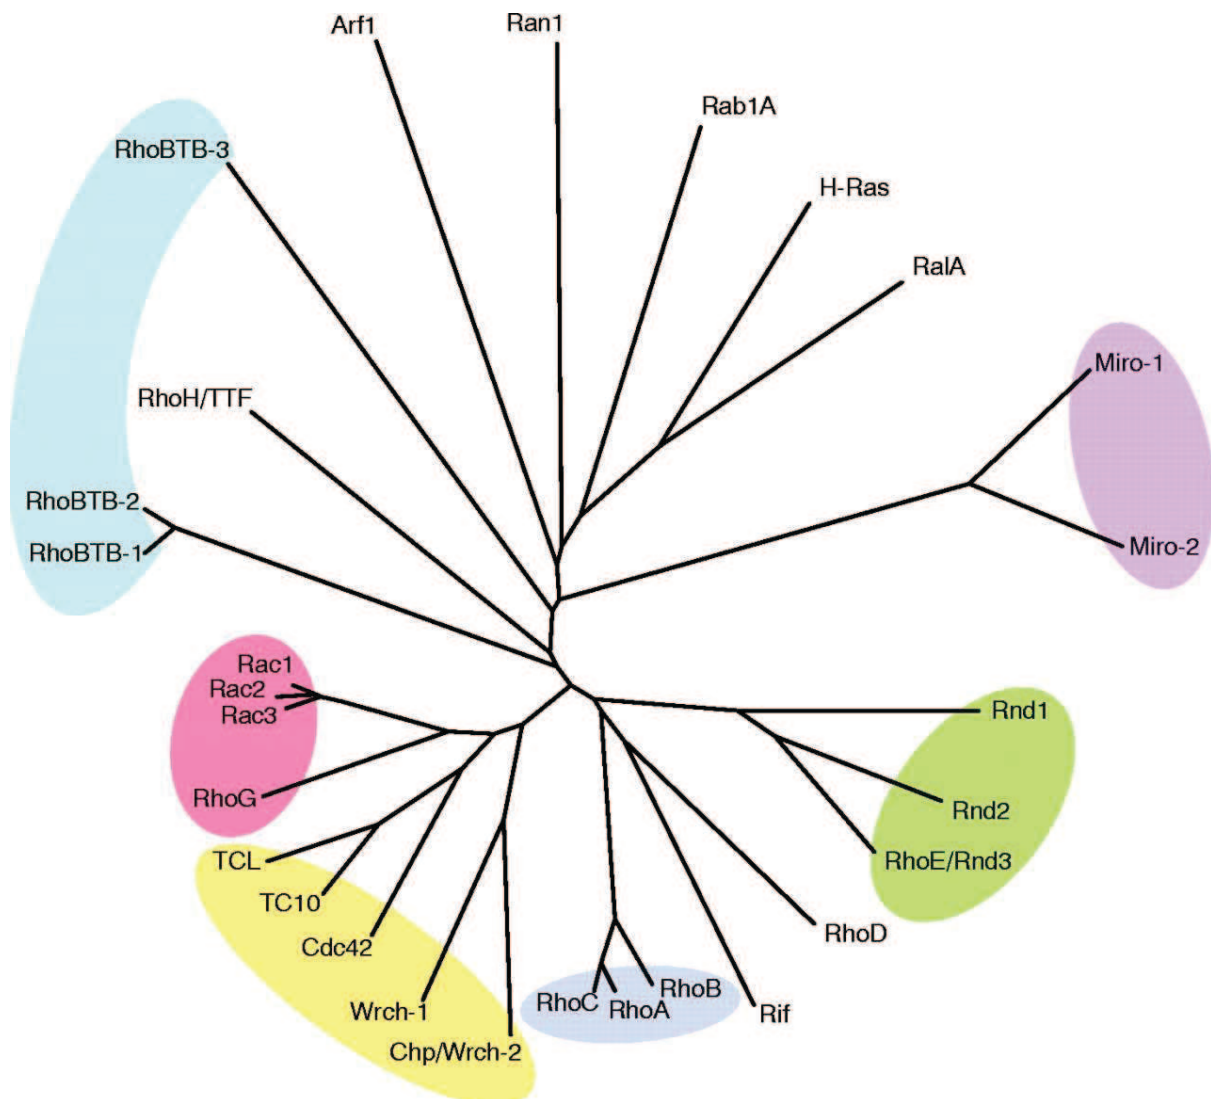 Arf1
Ran1
Rab1A
RhoBTB-3
H-Ras
RalA
Miro-1
RhoH/TTF
RhoBTB-2
Miro-2
RhoBTB-1
Rac1
Rac2
Rac3
Rnd1
RhoG
Rnd2
TCL
RhoE/Rnd3
TC10
RhoD
Cdc42
RhoB
Wrch-1
RhoC
RhoA
Rif
Chp/Wrch-2